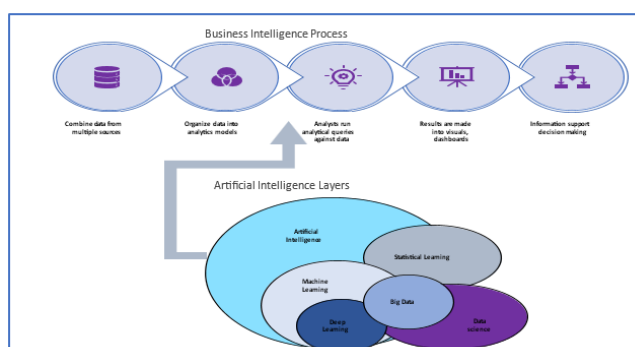 Business Intelligence Process
Combine data from
multiple sources
Organize data into
analytics models
Analysts run
analytical queries
against data
Results are made
into visuals,
dashboards
Information support
decision making
Artificial Intelligence Layers
Artificial
Intelligence
Statistical Learning
Machine
Learning
Big Data
Deep
Learning
Data
science